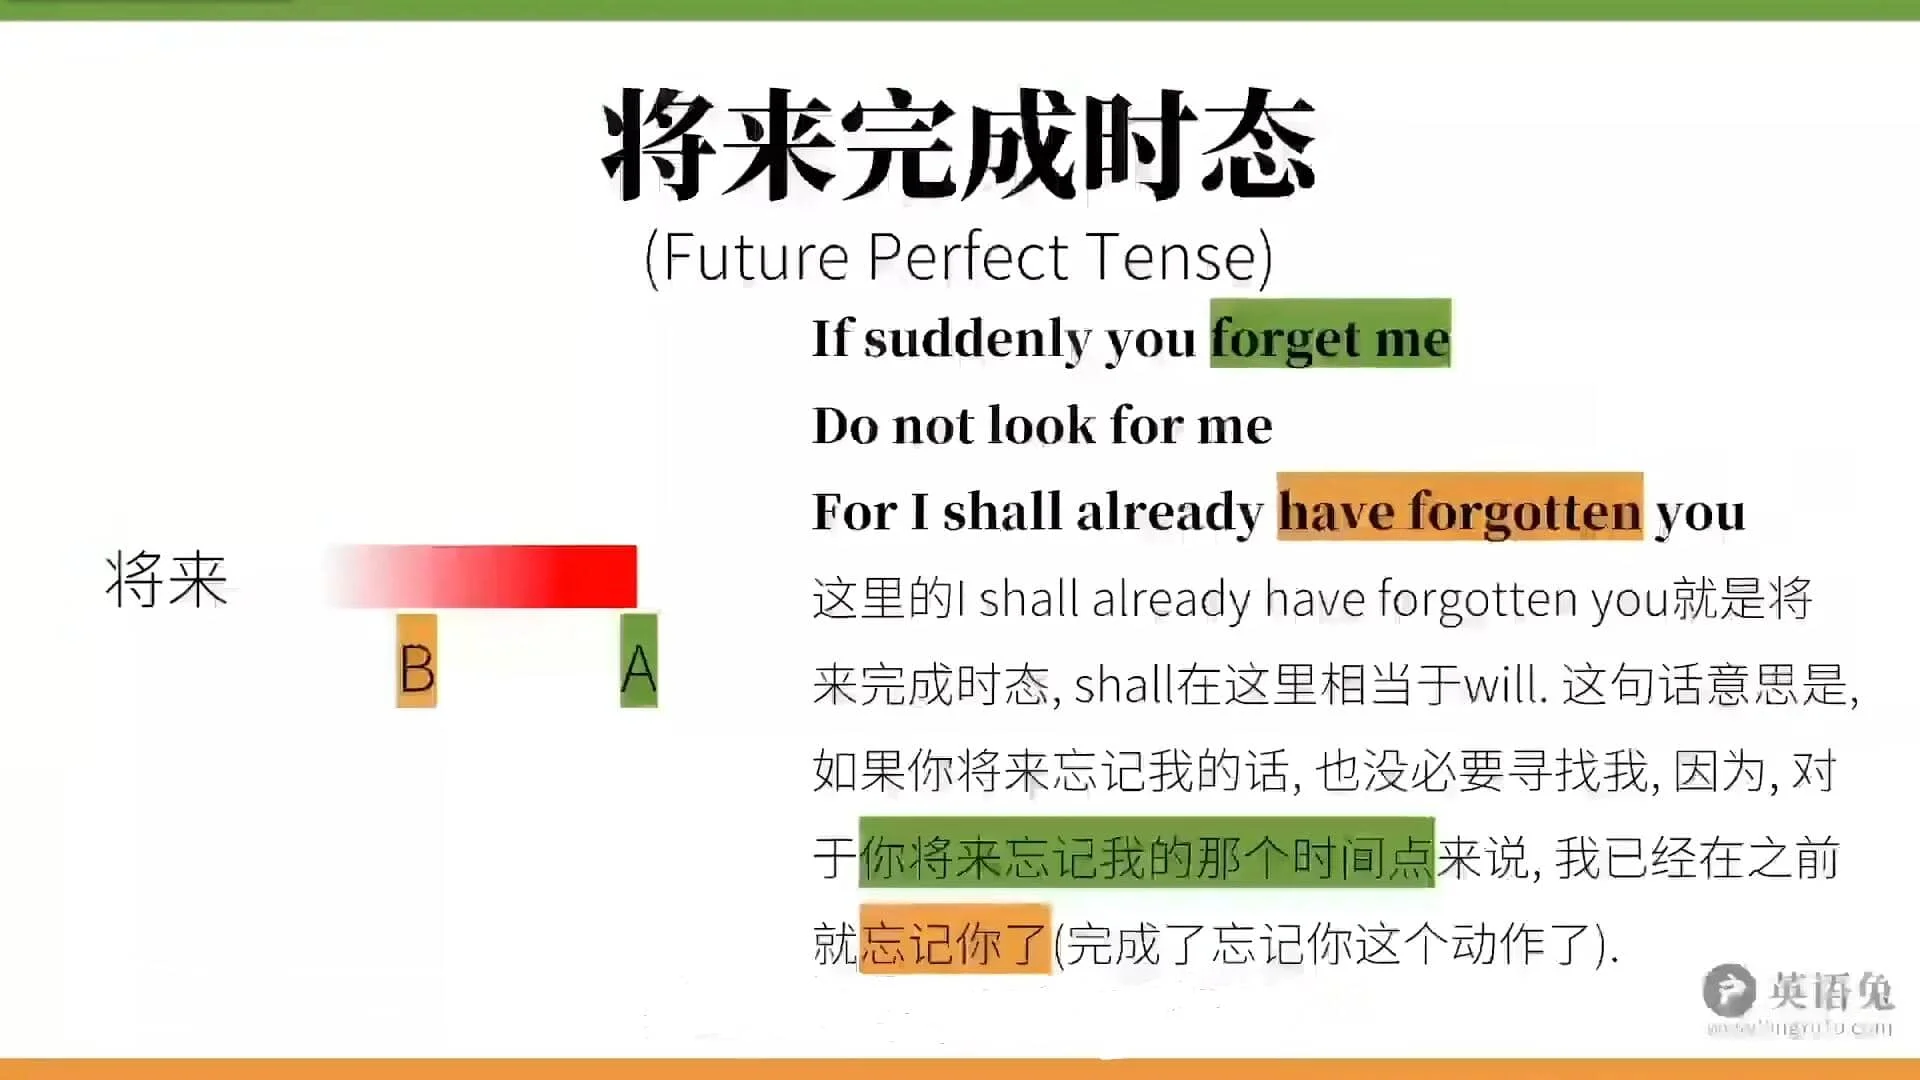 将来完成时态
(Future Perfect Tense)
If suddenly you forget me
Do not look for me
For I shall already have forgotten you
将来
B
A
这里的I shall already have forgotten you就是将
来完成时态, shall在这里相当于will. 这句话意思是,
如果你将来忘记我的话, 也没必要寻找我, 因为, 对
于你将来忘记我的那个时间点来说, 我已经在之前
就忘记你了(完成了忘记你这个动作了).
英语兔